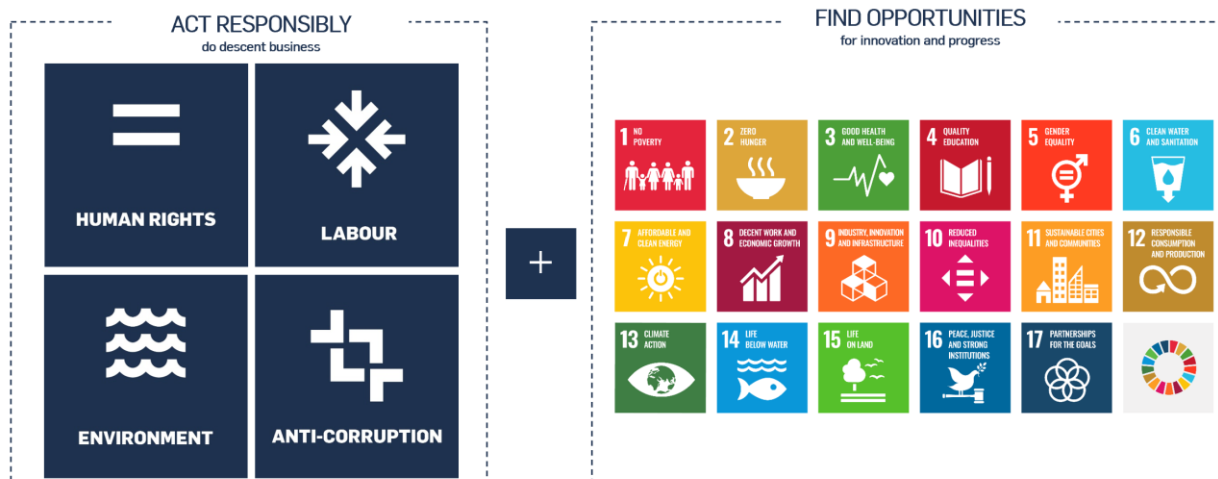 ACT RESPONSIBLY
do descent business
HUMAN RIGHTS
LABOUR
ENVIRONMENT
ANTI-CORRUPTION
+
FIND OPPORTUNITIES
for innovation and progress
1 NO
POVERTY
2 ZERO
HUNGER
3 GOOD HEALTH
AND WELL-BEING
4 QUALITY
EDUCATION
5 GENDER
EQUALITY
6 CLEAN WATER
AND SANITATION
7 AFFORDABLE AND
CLEAN ENERGY
8 DECENT WORK AND
ECONOMIC GROWTH
9 INDUSTRY, INNOVATION
AND INFRASTRUCTURE
10 REDUCED
INEQUALITIES
11 SUSTAINABLE CITIES
AND COMMUNITIES
12 RESPONSIBLE
CONSUMPTION
AND PRODUCTION
13 CLIMATE
ACTION
14 LIFE
BELOW WATER
15 LIFE
ON LAND
16 PEACE, JUSTICE
AND STRONG
INSTITUTIONS
17 PARTNERSHIPS
FOR THE GOALS